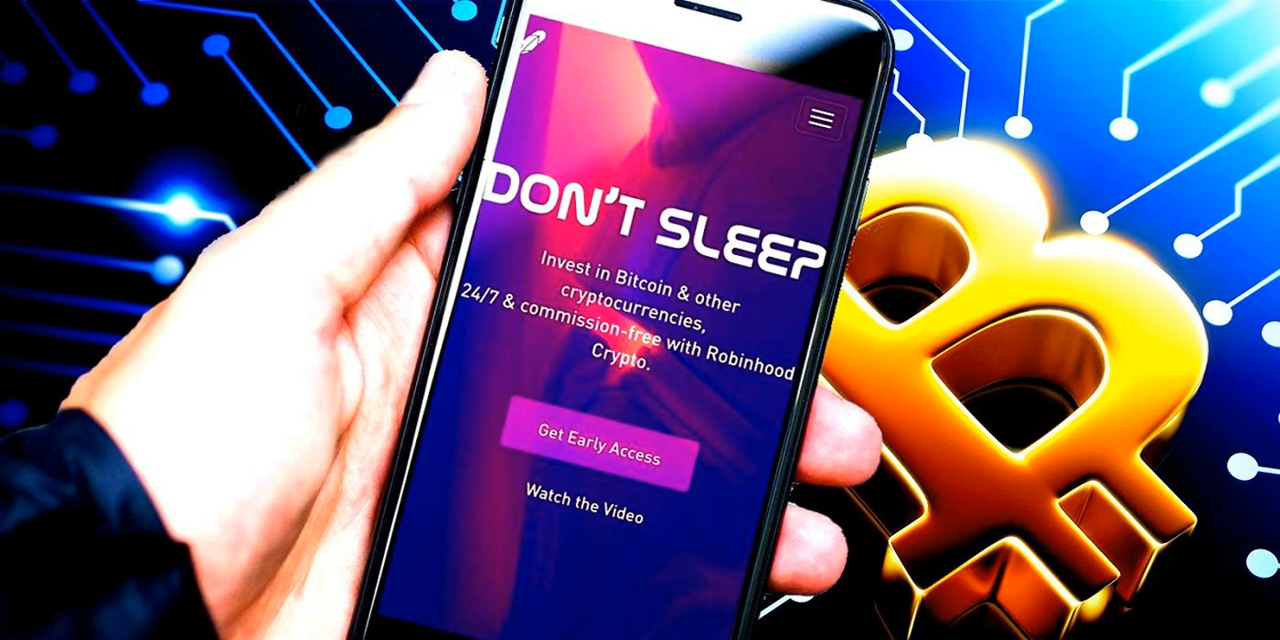 DON'T SLEEP
Invest in Bitcoin & other
cryptocurrencies,
24/7 & commission-free with Robinhood
Crypto.
Get Early Access
Watch the Video